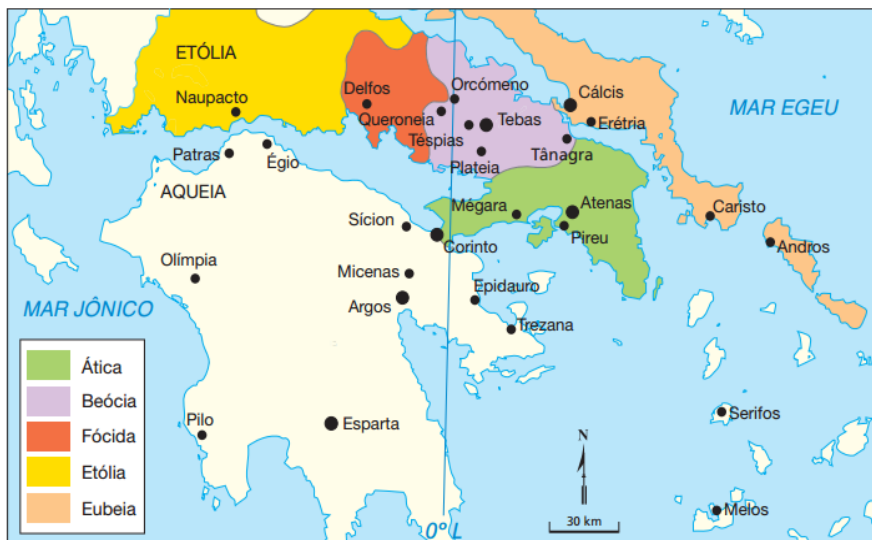 ETÓLIA
Naupacto
Delfos
Orcómeno
Queroneia
Tebas
Téspias
Plateia
Tânagra
Cálcis
Erétria
MAR EGEU
Patras
Égio
AQUEIA
Mégara
Atenas
Pireu
Caristo
Andros
Sícion
Corinto
Olímpia
Micenas
Argos
Epidauro
Trezana
MAR JÔNICO
Ática
Beócia
Fócida
Etólia
Eubeia
Pilo
Esparta
Serifos
Melos
N
30 km
0° L